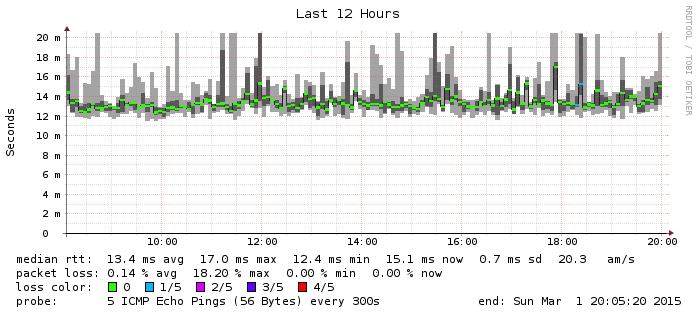 Last 12 Hours
RRDTOOL / TOBI OETIKER
Seconds
20 m
18 m
16 m
14 m
12 m
10 m
8 m
6 m
4 m
2 m
0
10:00 12:00 14:00 16:00 18:00 20:00
median rtt: 13.4 ms avg 17.0 ms max 12.4 ms min 15.1 ms now 0.7 ms sd 20.3 am/s
packet loss: 0.14 % avg 18.20 % max 0.00 % min 0.00 % now
loss color: 0 1/5 2/5 3/5 4/5
probe: 5 ICMP Echo Pings (56 Bytes) every 300s end: Sun Mar 1 20:05:20 2015